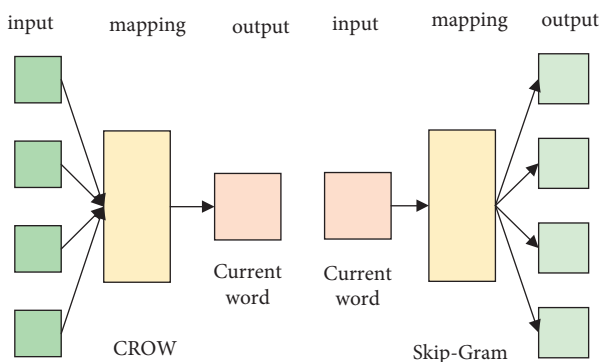 input mapping output input mapping output
Current
word
Current
word
CROW
Skip-Gram